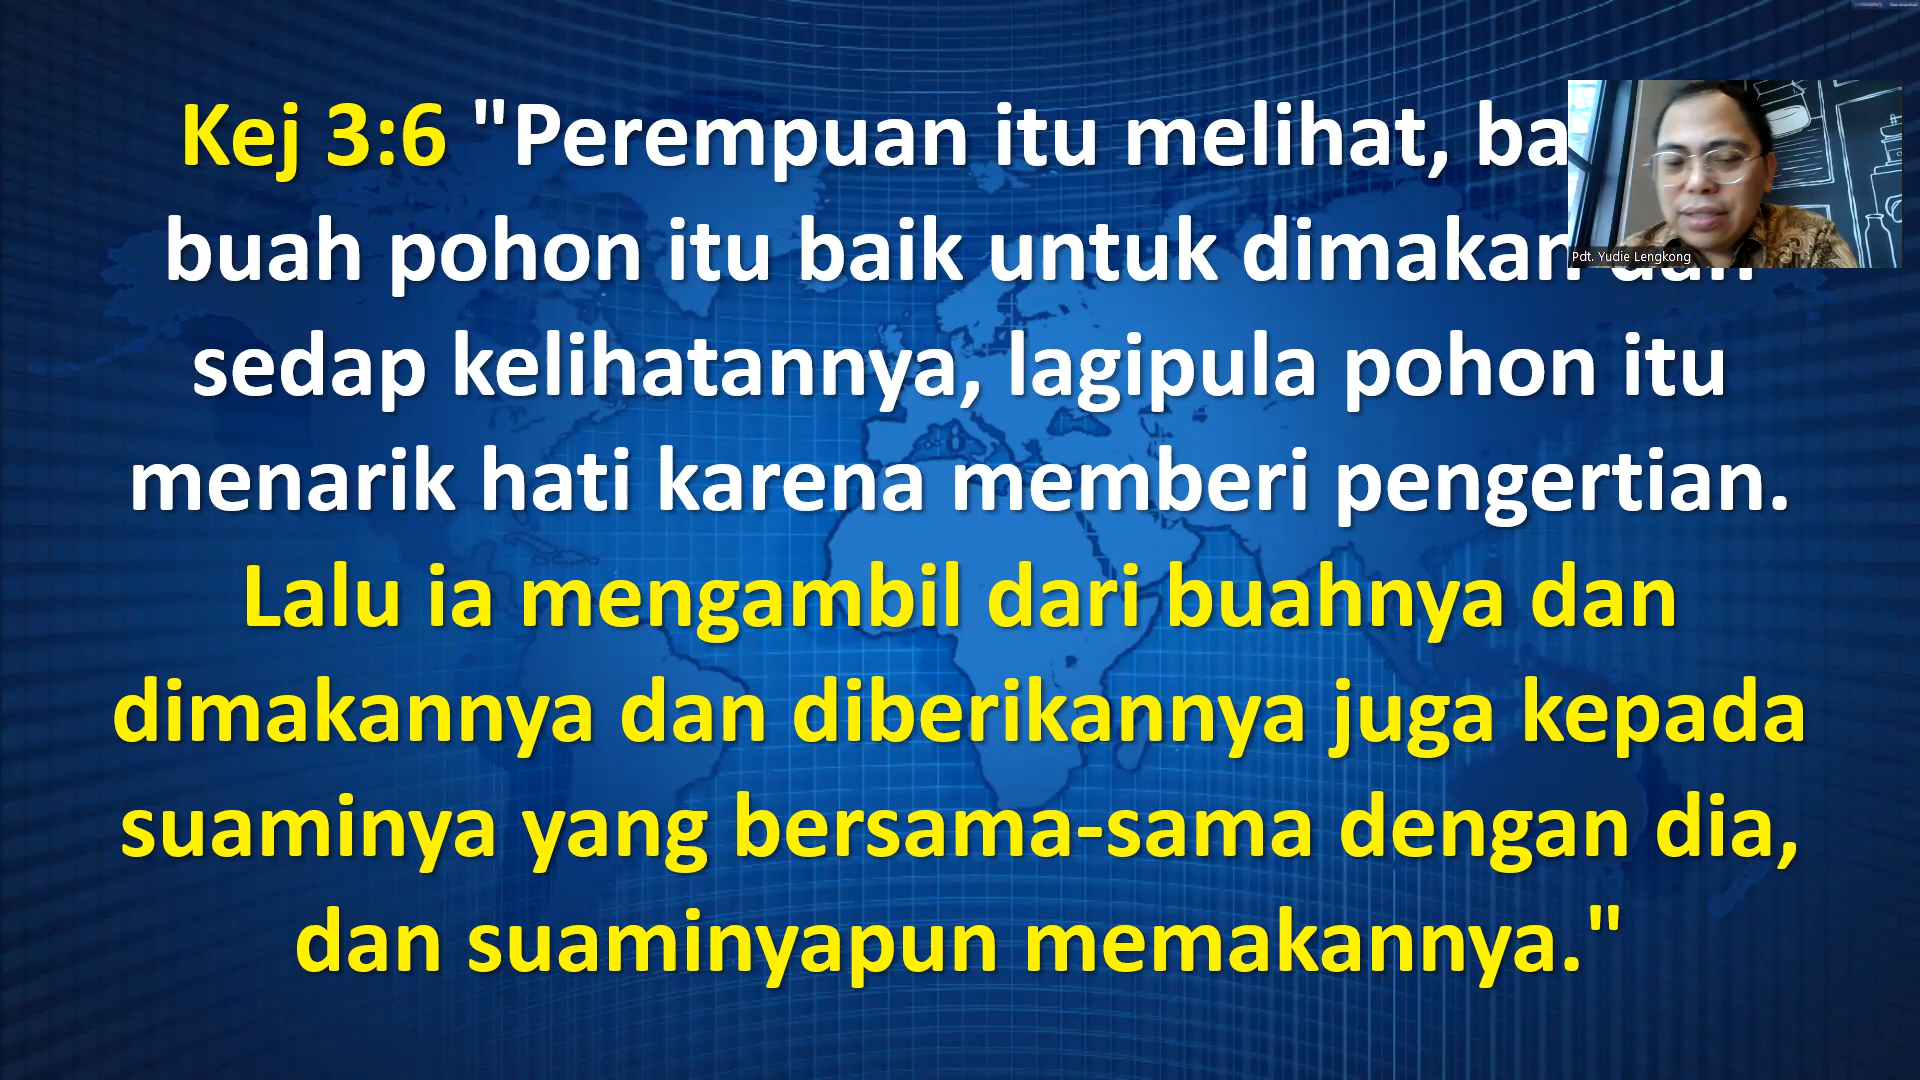 Kej 3:6 "Perempuan itu melihat,
buah pohon itu baik untuk dimakan dan
sedap kelihatannya, lagipula pohon itu
menarik hati karena memberi pengertian.
Lalu ia mengambil dari buahnya dan
dimakannya dan diberikannya juga kepada
suaminya yang bersama-sama dengan dia,
dan suaminyapun memakannya."
Pdt. Yudie Lengkong